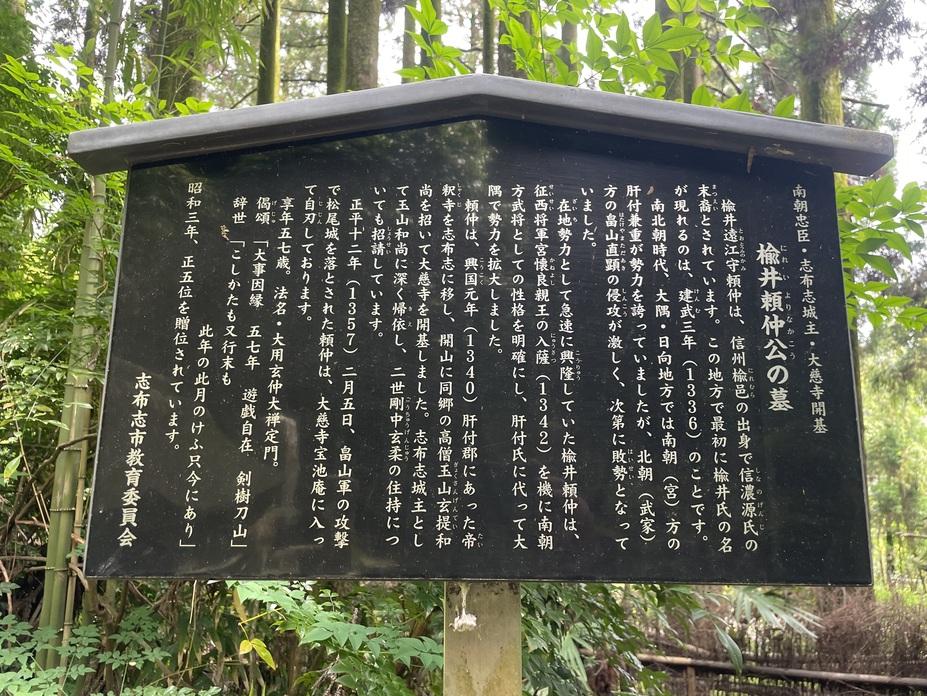 南朝忠臣・志布志城主・大慈寺開基
楡井頼仲公の墓
楡井遠江守頼仲は、信州楡邑の出身で信濃源氏の
末裔とされています。この地方で最初に楡井氏の名
が現れるのは、建武三年（1336）のことです。
南北朝時代、大隅・日向地方では南朝（宮）方の
肝付兼重が勢力を誇っていましたが、北朝（武家）
方の畠山直顕の侵攻が激しく、次第に敗勢となって
いました。
在地勢力として急速に興隆していた楡井頼仲は、
征西将軍宮懐良親王の入薩（1342）を機に南朝
方武将としての性格を明確にし、肝付氏に代って大
隅で勢力を拡大しました。
頼仲は、興国元年（1340）肝付郡にあった帝
釈寺を志布志に移し、開山に同郷の高僧玉山玄提和
尚を招いて大慈寺を開基しました。志布志城主とし
て玉山和尚に深く帰依し、二世剛中玄柔の住持につ
いても招請しています。
正平十二年（1357）二月五日、畠山軍の攻撃
で松尾城を落とされた頼仲は、大慈寺宝池庵に入っ
て自刃しております。
享年五七歳。法名・大用玄仲大禅定門。
偈頌「大事因縁　五七年　遊戯自在　剣樹刀山」
辞世「こしかたも又行末も
此年の此月のけふ只今にあり」
昭和三年、正五位を贈位されています。
志布志市教育委員会